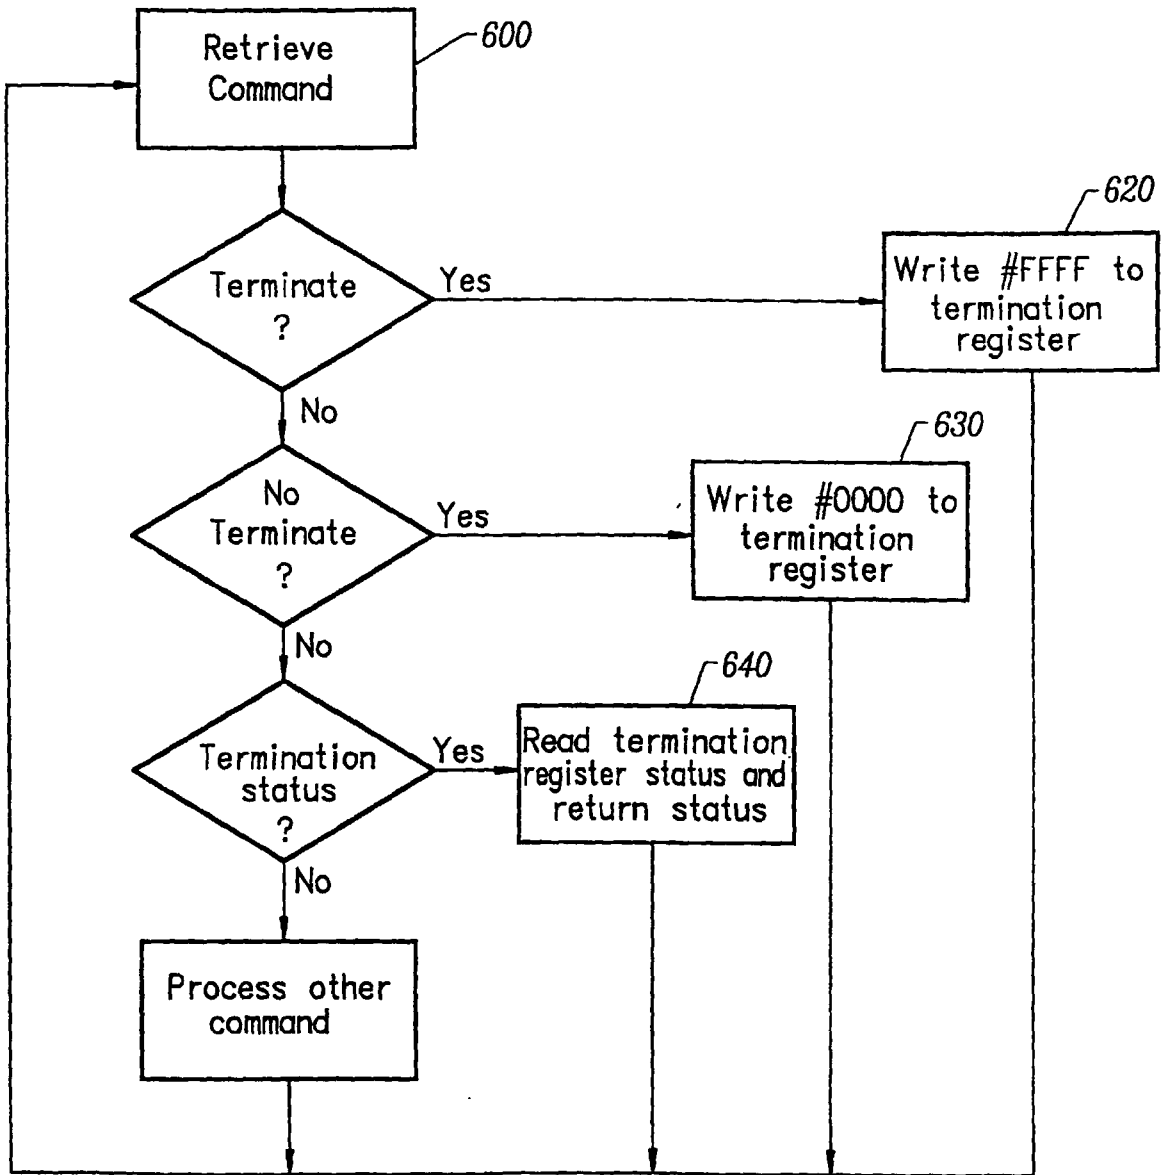 Retrieve
Command
600
Terminate
?
Yes
620
Write #FFFF to
termination
register
No
No
Terminate
?
Yes
630
Write #0000 to
termination
register
No
Termination
status
?
Yes
640
Read termination
register status and
return status
No
Process other
command